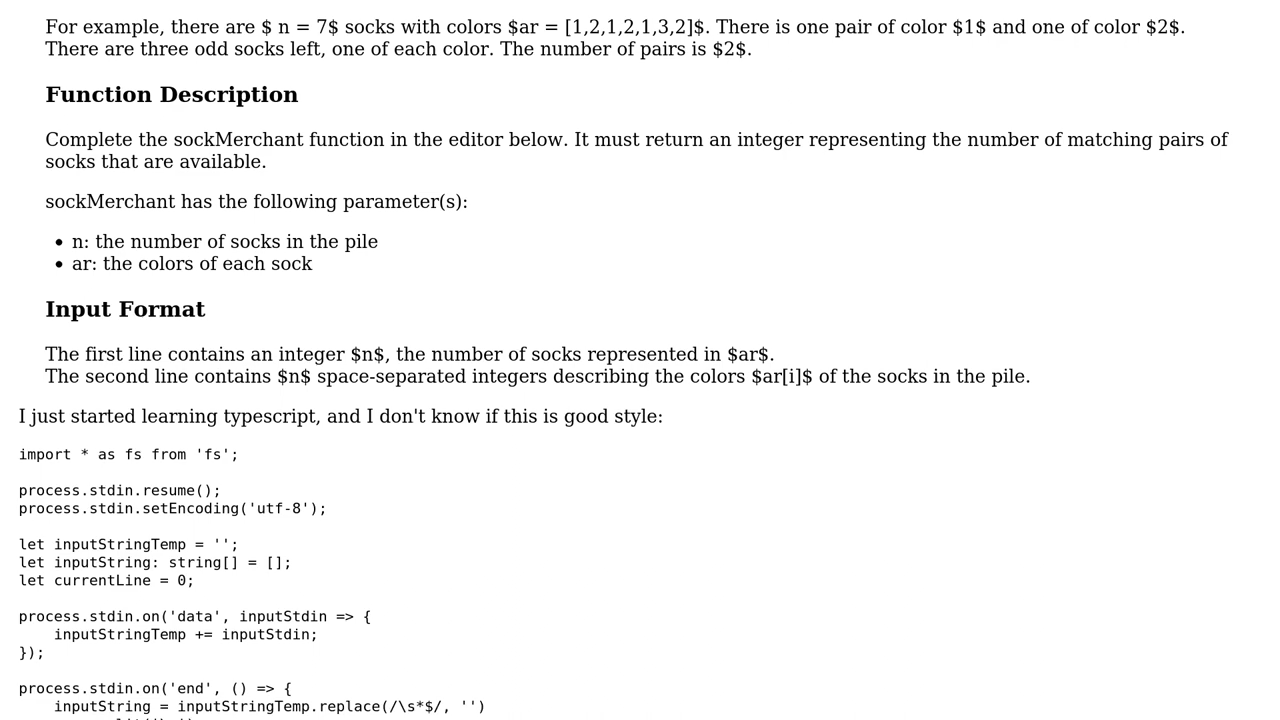 For example, there are $ n = 7$ socks with colors $ar = [1,2,1,2,1,3,2]$. There is one pair of color $1$ and one of color $2$.
There are three odd socks left, one of each color. The number of pairs is $2$.
Function Description
Complete the sockMerchant function in the editor below. It must return an integer representing the number of matching pairs of
socks that are available.
sockMerchant has the following parameter(s):
• n: the number of socks in the pile
• ar: the colors of each sock
Input Format
The first line contains an integer $n$, the number of socks represented in $ar$.
The second line contains $n$ space-separated integers describing the colors $ar[i]$ of the socks in the pile.
I just started learning typescript, and I don't know if this is good style:
import * as fs from 'fs';
process.stdin.resume();
process.stdin.setEncoding('utf-8');
let inputStringTemp = '';
let inputString: string[] = [];
let currentLine = 0;
process.stdin.on('data', inputStdin => {
    inputStringTemp += inputStdin;
});
process.stdin.on('end', () => {
    inputString = inputStringTemp.replace(/\s*$/, '')